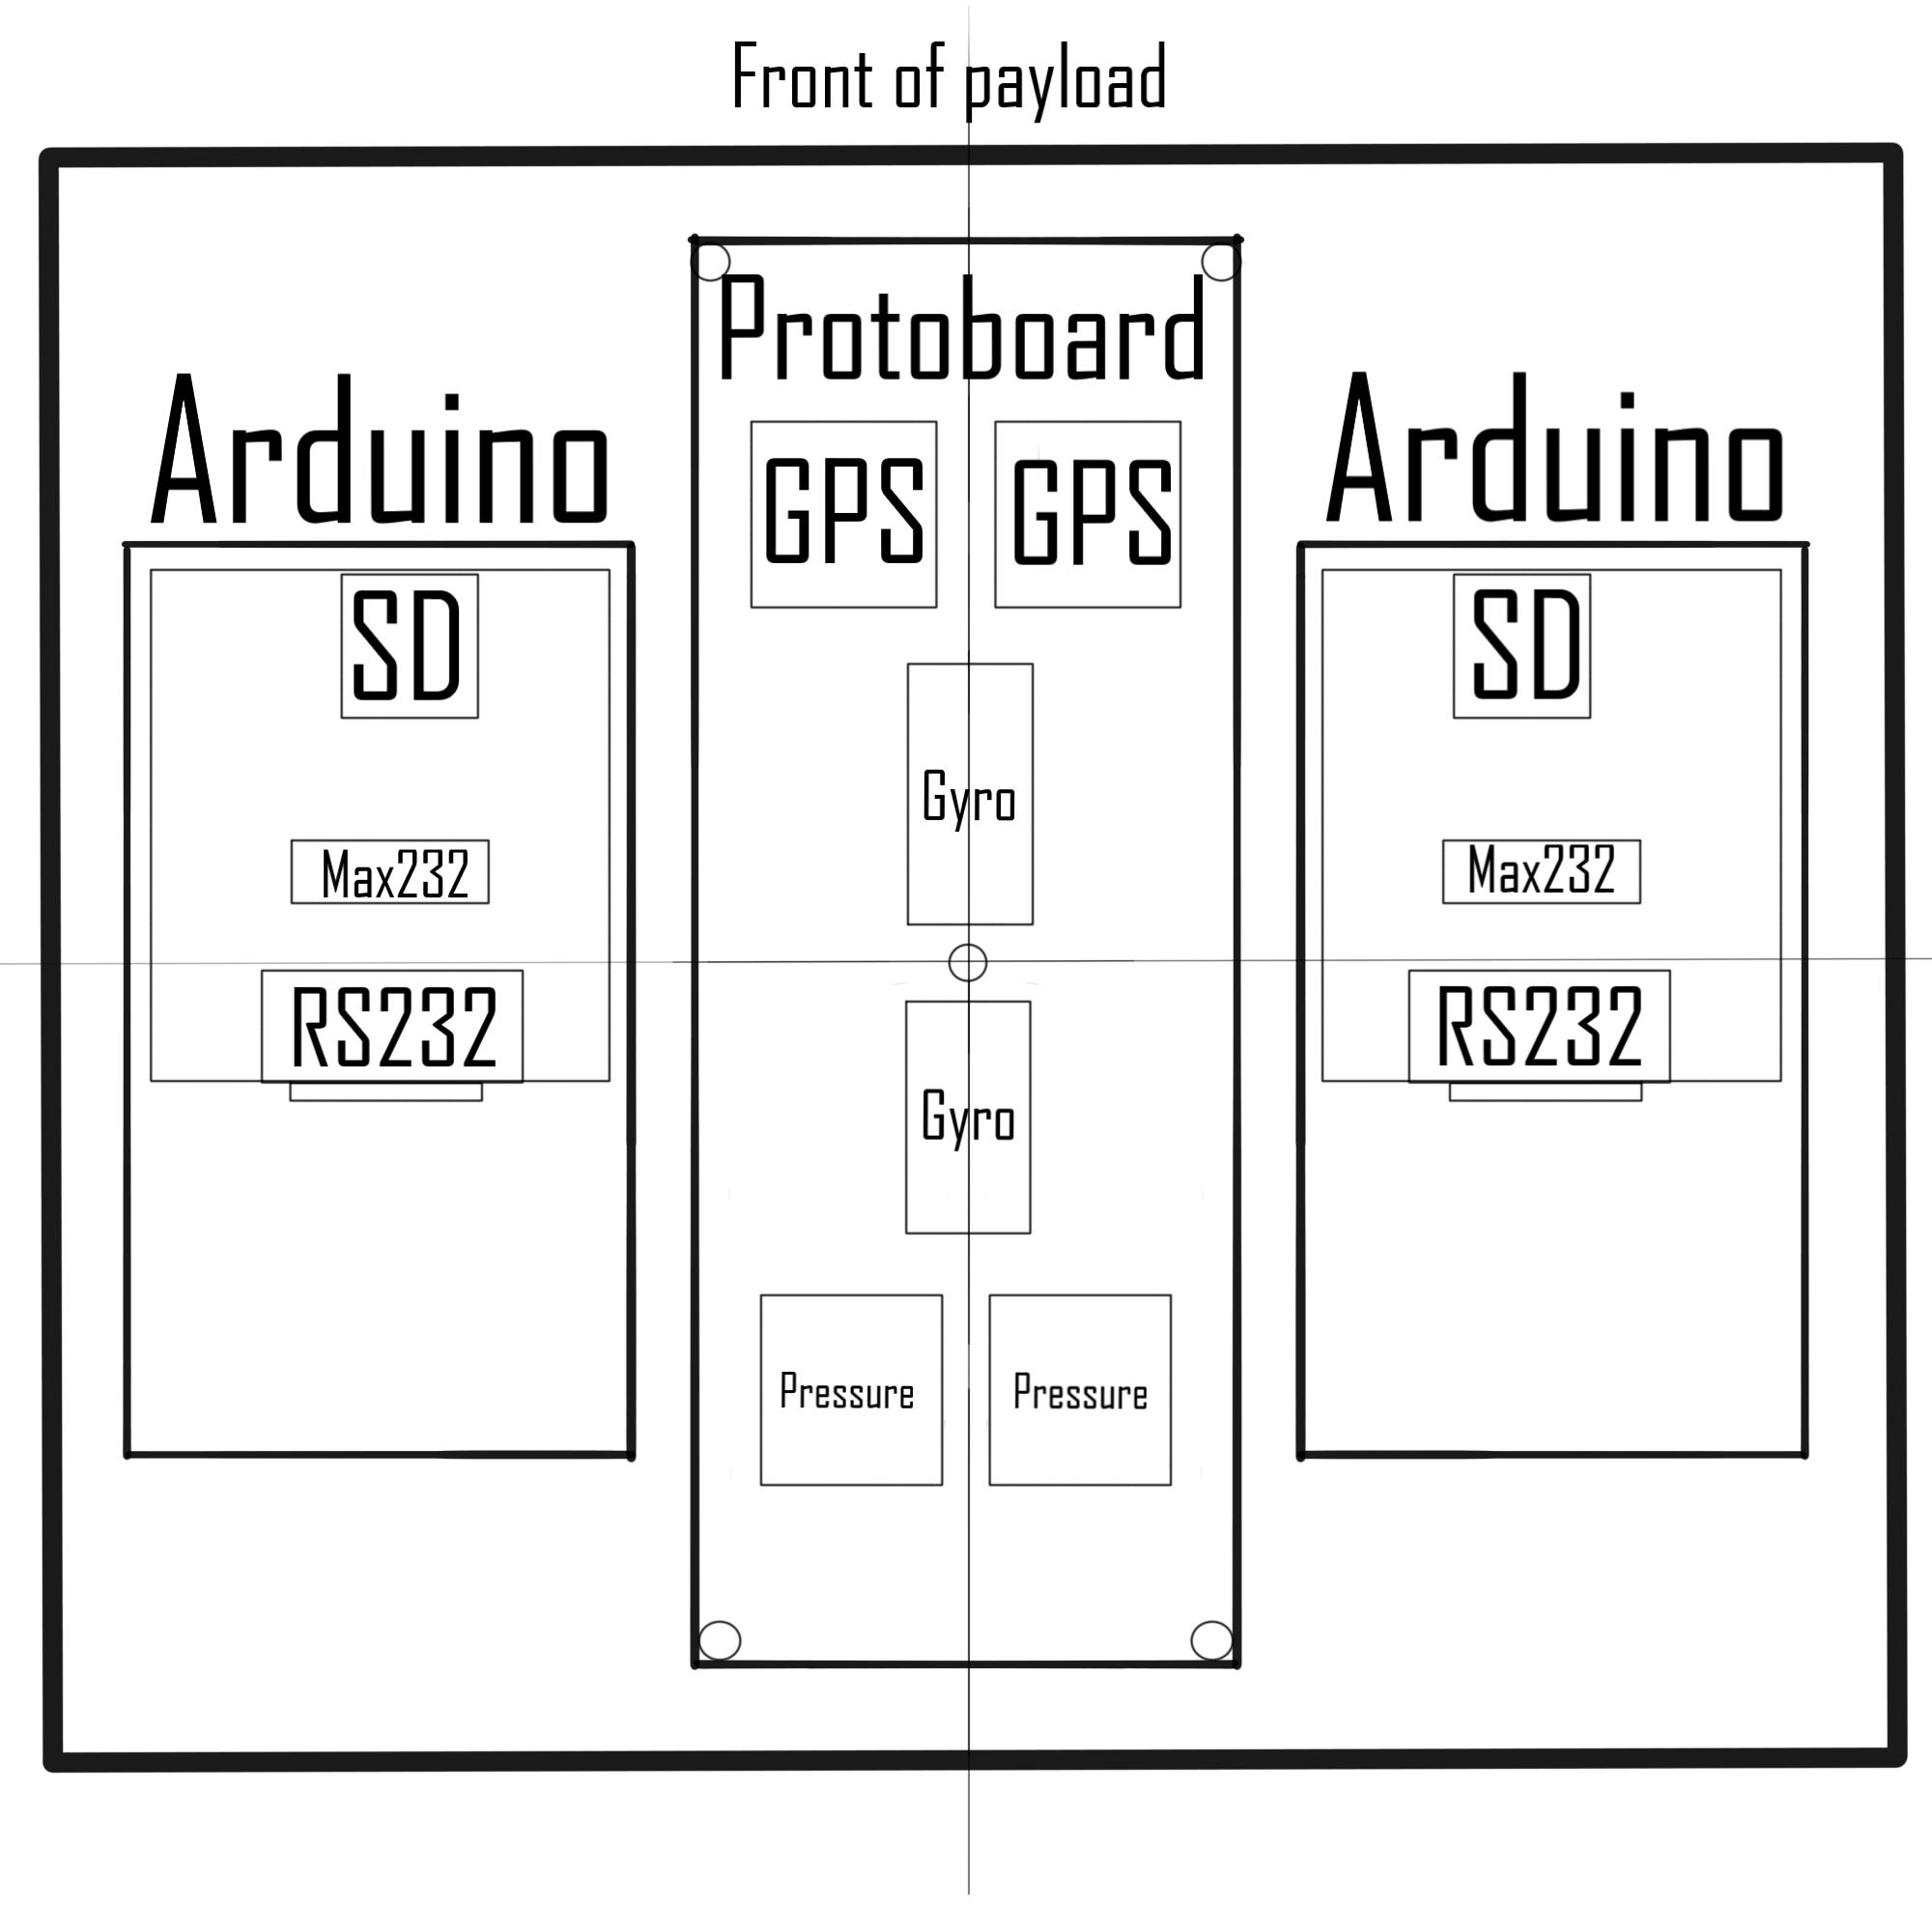 Front of payload
Protoboard
Arduino
Arduino
GPS
GPS
SD
SD
Gyro
Max232
Max232
RS232
RS232
Gyro
Pressure
Pressure